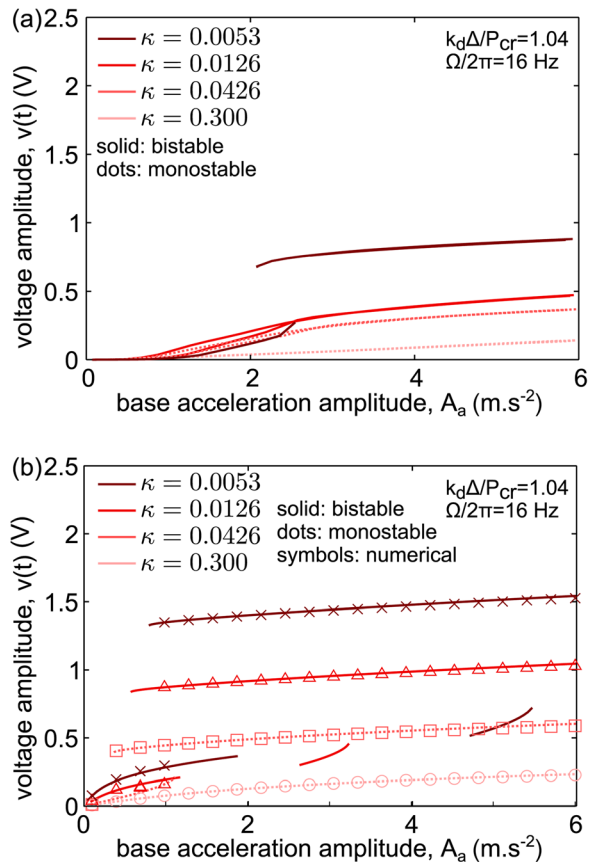 (a)
2.5
κ = 0.0053
κ = 0.0126
κ = 0.0426
κ = 0.300
k_dΔ/P_cr=1.04
Ω/2π=16 Hz
solid: bistable
dots: monostable
2
1.5
1
0.5
0
voltage amplitude, v(t) (V)
0 2 4 6
base acceleration amplitude, A_a (m.s⁻²)
(b)
2.5
κ = 0.0053
κ = 0.0126
κ = 0.0426
κ = 0.300
solid: bistable
dots: monostable
symbols: numerical
k_dΔ/P_cr=1.04
Ω/2π=16 Hz
2
1.5
1
0.5
0
voltage amplitude, v(t) (V)
0 2 4 6
base acceleration amplitude, A_a (m.s⁻²)